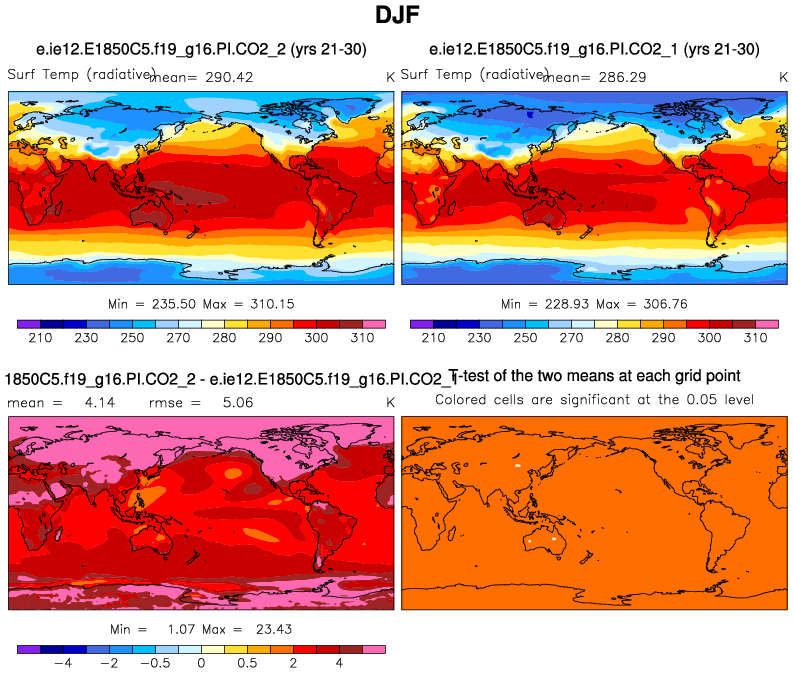 DJF
e.ie12.E1850C5.f19_g16.PI.CO2_2 (yrs 21-30)
Surf Temp (radiative) mean= 290.42 K
Min = 235.50 Max = 310.15
210 230 250 270 280 290 300 310
e.ie12.E1850C5.f19_g16.PI.CO2_1 (yrs 21-30)
Surf Temp (radiative) mean= 286.29 K
Min = 228.93 Max = 306.76
210 230 250 270 280 290 300 310
1850C5.f19_g16.PI.CO2_2 - e.ie12.E1850C5.f19_g16.PI.CO2_1
mean = 4.14 rmse = 5.06 K
Min = 1.07 Max = 23.43
−4 −2 −0.5 0 0.5 2 4
T-test of the two means at each grid point
Colored cells are significant at the 0.05 level